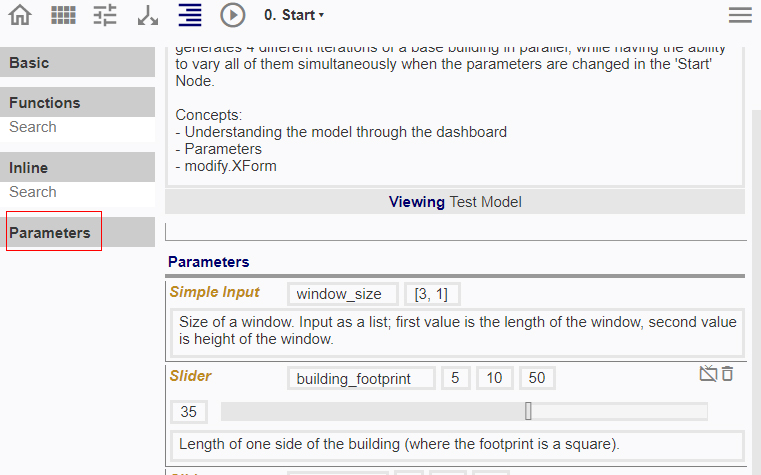 0. Start
Basic
Functions
Search
Inline
Search
Parameters
generates 4 different iterations of a base building in parallel, while having the ability
to vary all of them simultaneously when the parameters are changed in the 'Start'
Node.
Concepts:
- Understanding the model through the dashboard
- Parameters
- modify.XForm
Viewing Test Model
Parameters
Simple Input window_size [3, 1]
Size of a window. Input as a list; first value is the length of the window, second value
is height of the window.
Slider building_footprint 5 10 50
35
Length of one side of the building (where the footprint is a square).